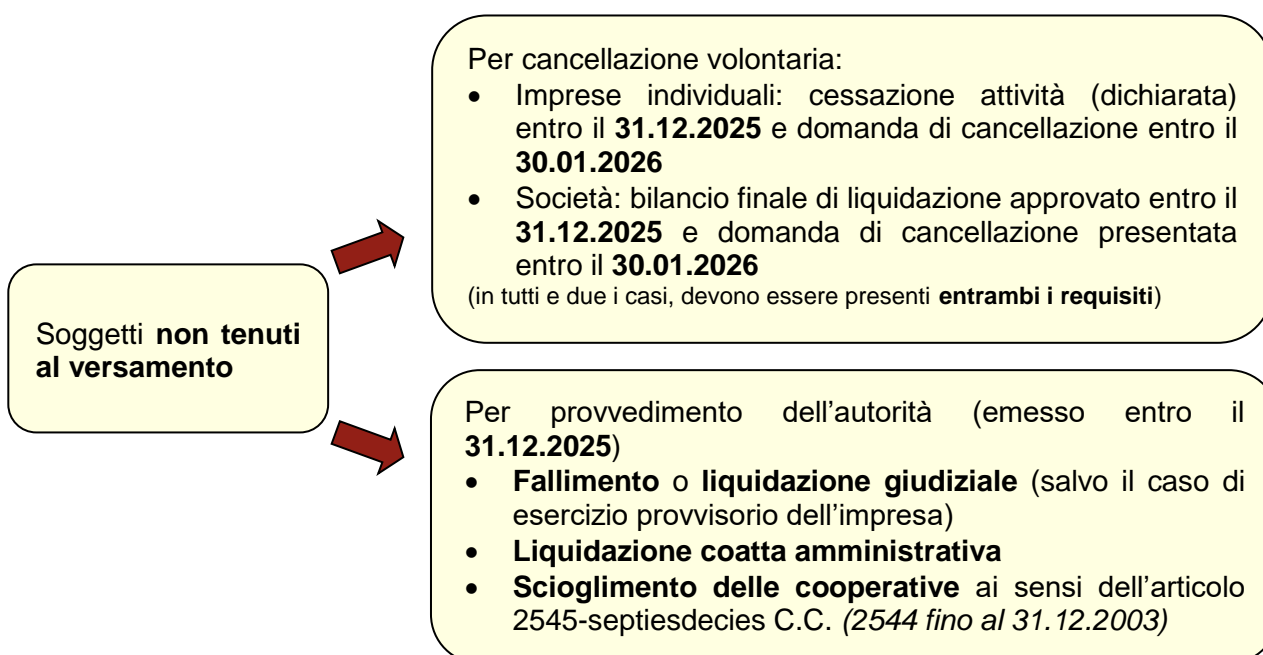 Soggetti non tenuti
al versamento
Per cancellazione volontaria:
• Imprese individuali: cessazione attività (dichiarata)
entro il 31.12.2025 e domanda di cancellazione entro il
30.01.2026
• Società: bilancio finale di liquidazione approvato entro il
31.12.2025 e domanda di cancellazione presentata
entro il 30.01.2026
(in tutti e due i casi, devono essere presenti entrambi i requisiti)
Per provvedimento dell’autorità (emesso entro il
31.12.2025)
• Fallimento o liquidazione giudiziale (salvo il caso di
esercizio provvisorio dell’impresa)
• Liquidazione coatta amministrativa
• Scioglimento delle cooperative ai sensi dell’articolo
2545-septiesdecies C.C. (2544 fino al 31.12.2003)